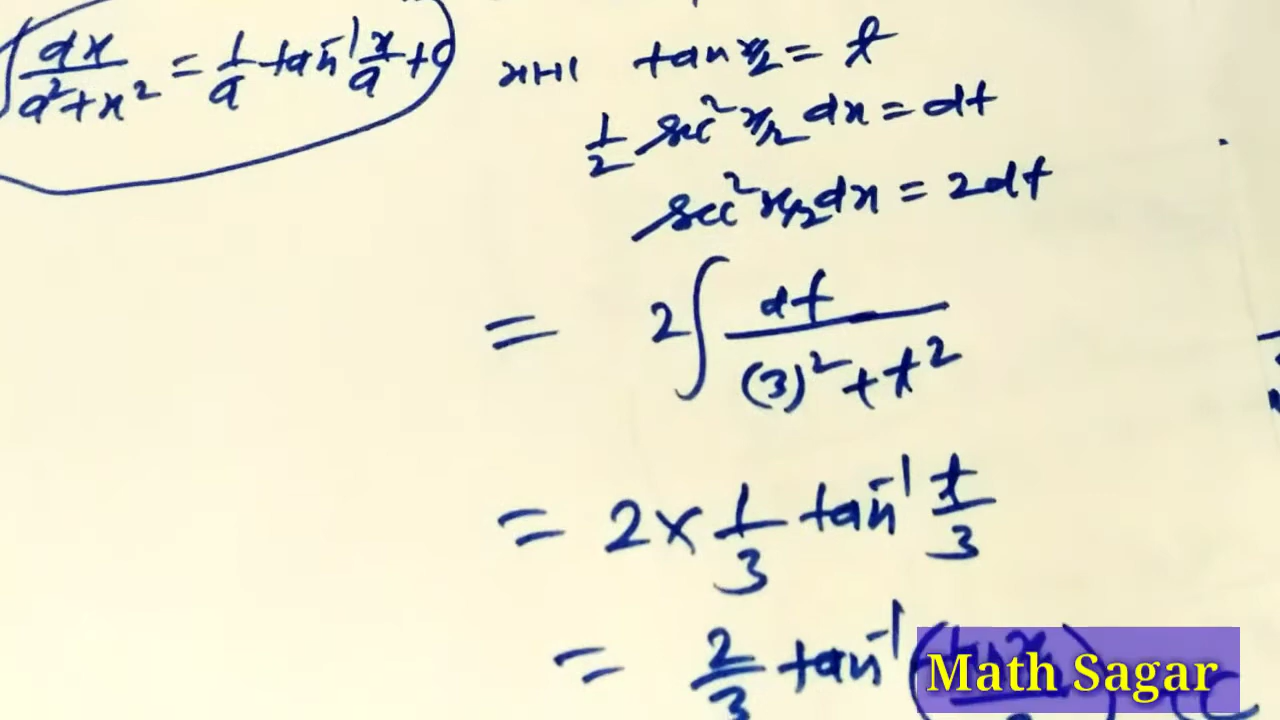 ∫ dx/(a²+x²) = 1/a tan⁻¹ x/a + c
माना tan x/2 = t
1/2 sec² x/2 dx = dt
sec² x/2 dx = 2dt
= 2∫ dt/((3)²+t²)
= 2 × 1/3 tan⁻¹ t/3
= 2/3 tan⁻¹ ( ) + C
Math Sagar